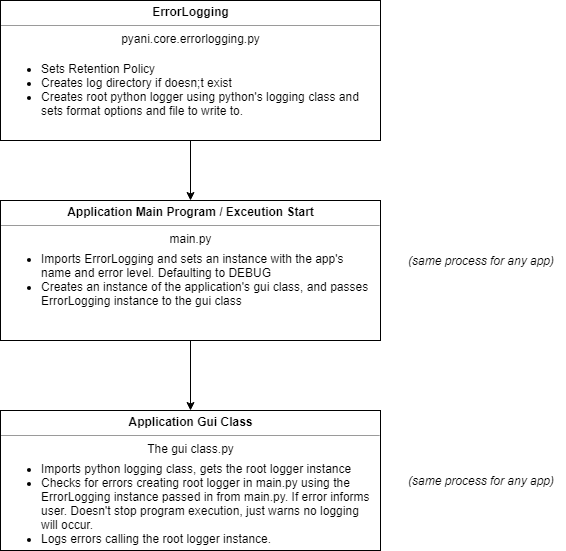 ErrorLogging
pyani.core.errorlogging.py
• Sets Retention Policy
• Creates log directory if doesn;t exist
• Creates root python logger using python's logging class and
sets format options and file to write to.
Application Main Program / Exceution Start
main.py
• Imports ErrorLogging and sets an instance with the app's
name and error level. Defaulting to DEBUG
• Creates an instance of the application's gui class, and passes
ErrorLogging instance to the gui class
(same process for any app)
Application Gui Class
The gui class.py
• Imports python logging class, gets the root logger instance
• Checks for errors creating root logger in main.py using the
ErrorLogging instance passed in from main.py. If error informs
user. Doesn't stop program execution, just warns no logging
will occur.
• Logs errors calling the root logger instance.
(same process for any app)